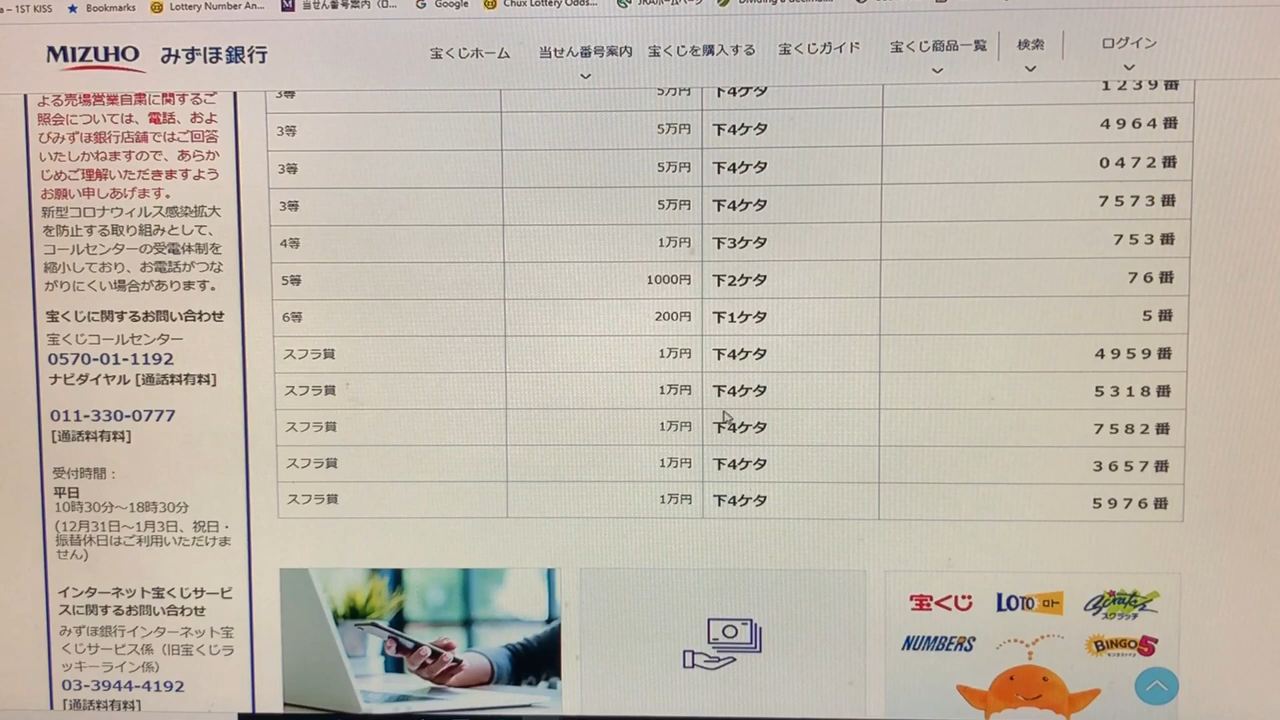 – 1ST KISS
Bookmarks
Lottery Number An...
当せん番号案内（ロ...
Google
Chux Lottery Odds...
JRAホームページ
Dividing a Decimal...
MIZUHO みずほ銀行
宝くじホーム
当せん番号案内
宝くじを購入する
宝くじガイド
宝くじ商品一覧
検索
ログイン
よる売場営業自粛に関するご
照会については、電話、およ
びみずほ銀行店舗ではご回答
いたしかねますので、あらか
じめご理解いただきますよう
お願い申しあげます。
新型コロナウィルス感染拡大
を防止する取り組みとして、
コールセンターの受電体制を
縮小しており、お電話がつな
がりにくい場合があります。
宝くじに関するお問い合わせ
宝くじコールセンター
0570-01-1192
ナビダイヤル [通話料有料]
011-330-0777
[通話料有料]
受付時間：
平日
10時30分～18時30分
(12月31日～1月3日、祝日・
振替休日はご利用いただけま
せん)
インターネット宝くじサービ
スに関するお問い合わせ
みずほ銀行インターネット宝
くじサービス係（旧宝くじラ
ッキーライン係）
03-3944-4192
[通話料有料]
3等 5万円 下4ケタ 1239番
3等 5万円 下4ケタ 4964番
3等 5万円 下4ケタ 0472番
3等 5万円 下4ケタ 7573番
4等 1万円 下3ケタ 753番
5等 1000円 下2ケタ 76番
6等 200円 下1ケタ 5番
スフラ賞 1万円 下4ケタ 4959番
スフラ賞 1万円 下4ケタ 5318番
スフラ賞 1万円 下4ケタ 7582番
スフラ賞 1万円 下4ケタ 3657番
スフラ賞 1万円 下4ケタ 5976番
宝くじ
LOTO ロト
スクラッチ
NUMBERS
BINGO5